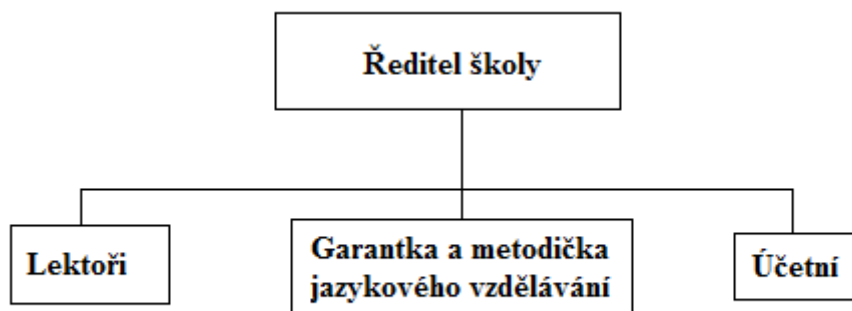 Ředitel školy
Lektoři
Garantka a metodička
jazykového vzdělávání
Účetní